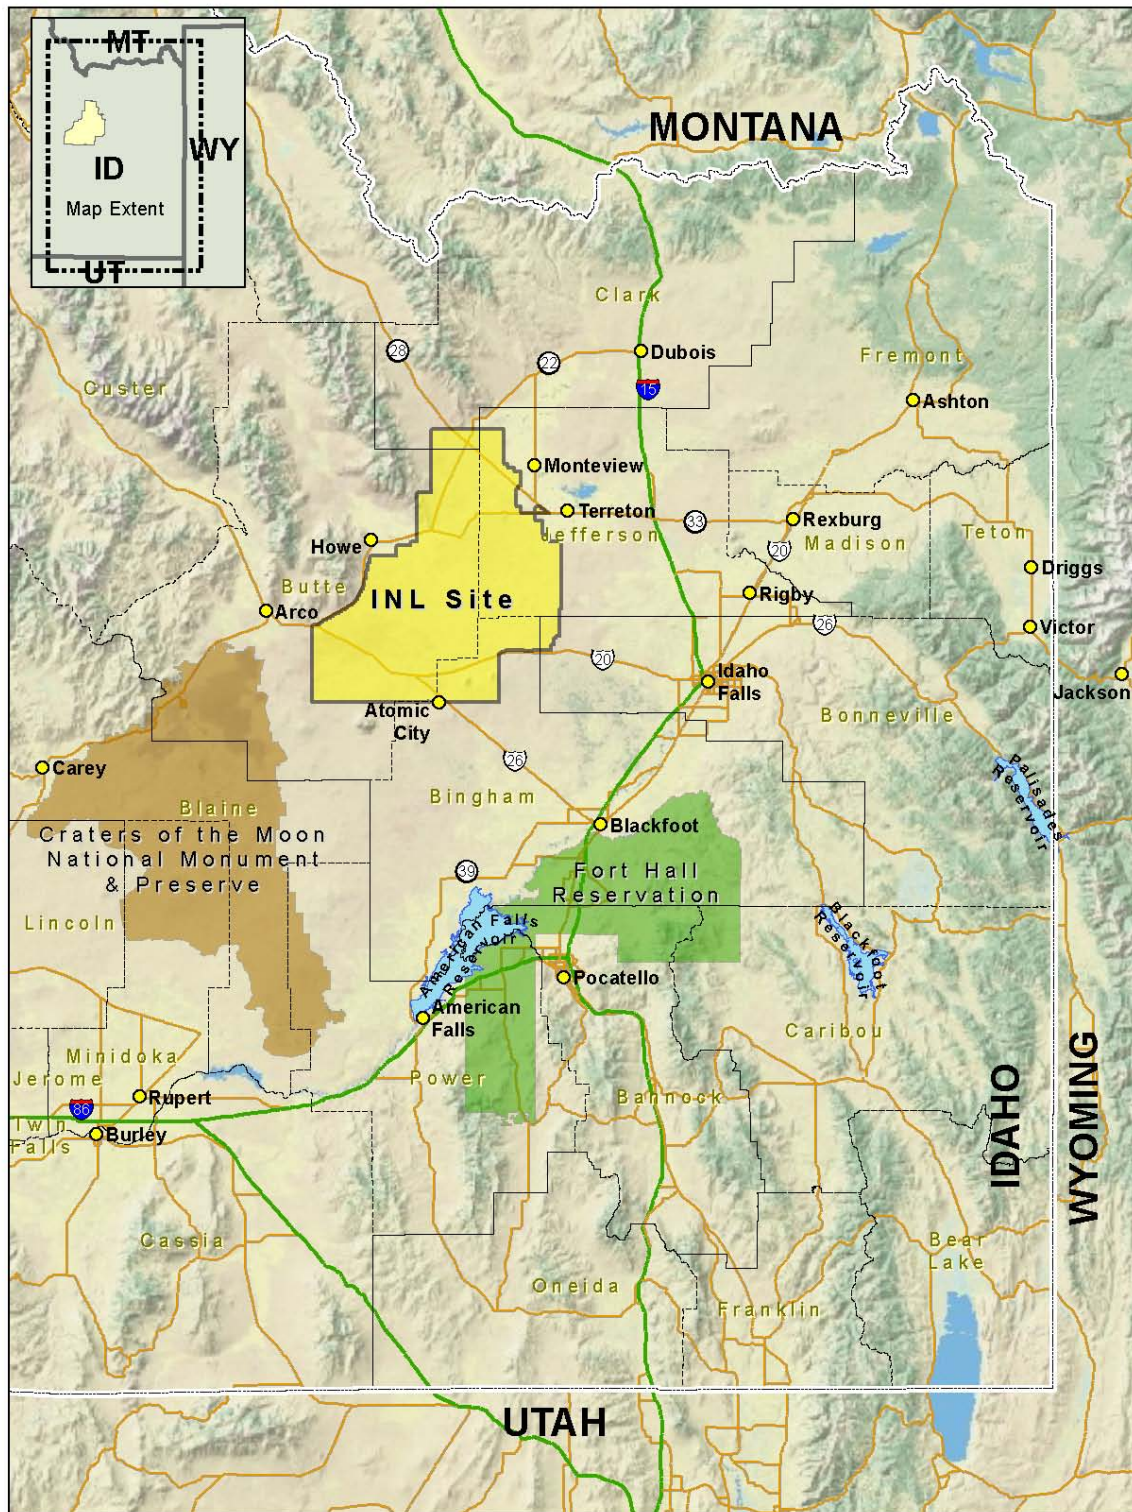 MT
WY
ID
Map Extent
UT
MONTANA
Clark
28
22
Dubois
Fremont
Custer
15
Ashton
Monteview
Terreton
33
Rexburg
Jefferson
Madison
Teton
Howe
20
Driggs
Butte
INL Site
Rigby
Arco
26
Victor
20
Idaho
Falls
Jackson
Atomic
City
Bonneville
26
Carey
Bingham
Palisades
Reservoir
Blaine
Blackfoot
Craters of the Moon
National Monument
& Preserve
39
Fort Hall
Reservation
Lincoln
American Falls
Reservoir
Blackfoot
Reservoir
Pocatello
American
Falls
Caribou
Minidoka
Jerome
Power
Rupert
Bannock
86
Twin
Falls
Burley
IDAHO
WYOMING
Cassia
Bear
Lake
Oneida
Franklin
UTAH